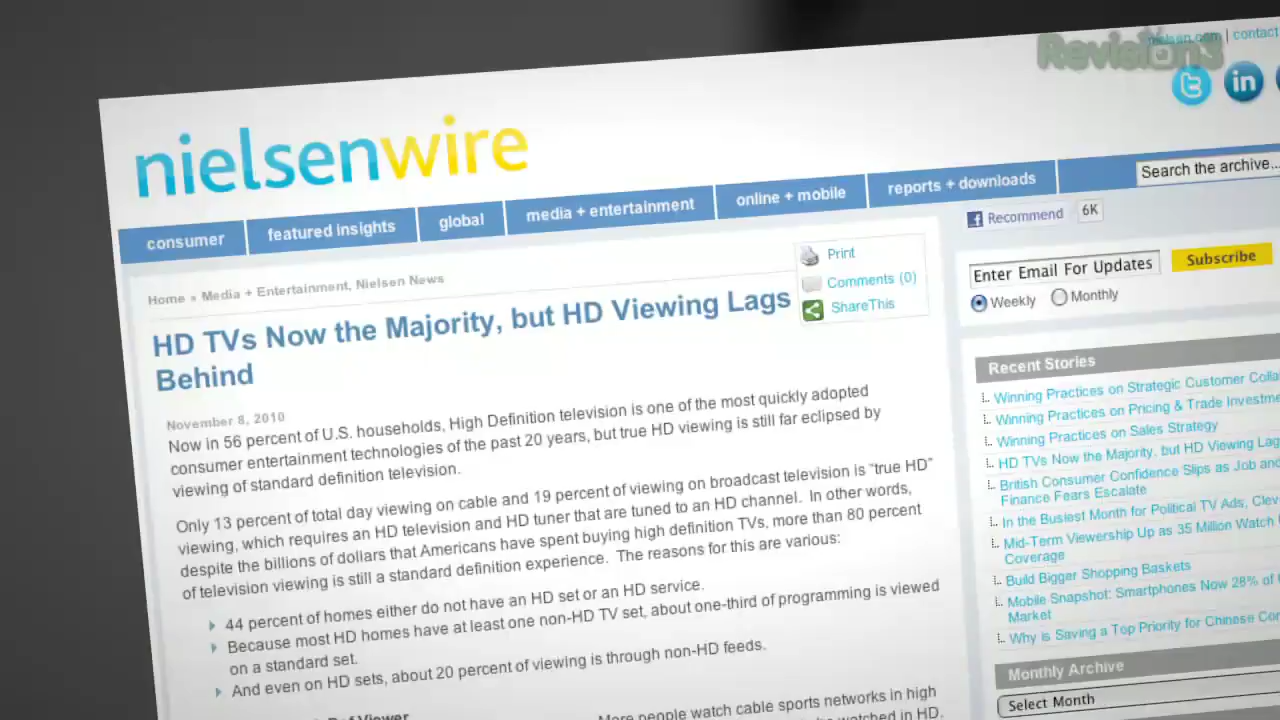 Revision3
nielsen.com | contact
nielsenwire
consumer
featured insights
global
media + entertainment
online + mobile
reports + downloads
Search the archive...
Home » Media + Entertainment, Nielsen News
Print
Comments (0)
ShareThis
HD TVs Now the Majority, but HD Viewing Lags
Behind
November 8, 2010
Now in 56 percent of U.S. households, High Definition television is one of the most quickly adopted
consumer entertainment technologies of the past 20 years, but true HD viewing is still far eclipsed by
viewing of standard definition television.
Only 13 percent of total day viewing on cable and 19 percent of viewing on broadcast television is "true HD"
viewing, which requires an HD television and HD tuner that are tuned to an HD channel. In other words,
despite the billions of dollars that Americans have spent buying high definition TVs, more than 80 percent
of television viewing is still a standard definition experience. The reasons for this are various:
44 percent of homes either do not have an HD set or an HD service.
Because most HD homes have at least one non-HD TV set, about one-third of programming is viewed
on a standard set.
And even on HD sets, about 20 percent of viewing is through non-HD feeds.
Viewer
More people watch cable sports networks in high
watched in HD.
Recommend 6K
Enter Email For Updates
Subscribe
Weekly Monthly
Recent Stories
Winning Practices on Strategic Customer Colla
Winning Practices on Pricing & Trade Investme
Winning Practices on Sales Strategy
HD TVs Now the Majority, but HD Viewing Lag
British Consumer Confidence Slips as Job and
Finance Fears Escalate
In the Busiest Month for Political TV Ads, Clev
Mid-Term Viewership Up as 35 Million Watch
Coverage
Build Bigger Shopping Baskets
Mobile Snapshot: Smartphones Now 28% of
Market
Why is Saving a Top Priority for Chinese Con
Monthly Archive
Select Month